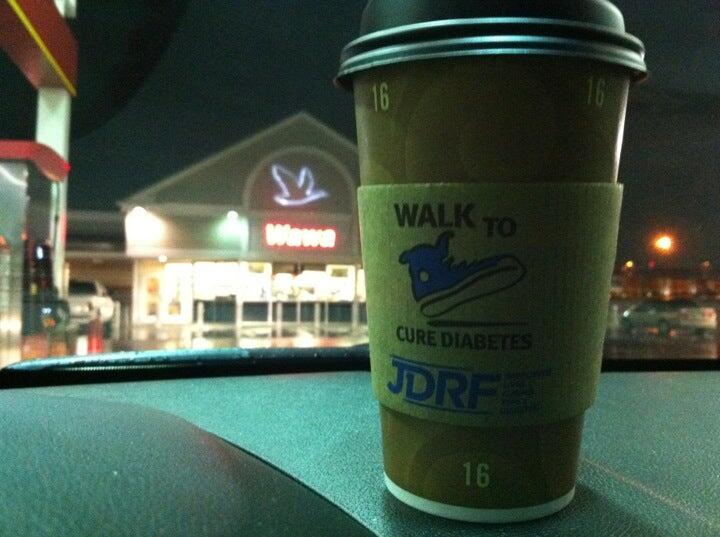 16
16
WALK TO
CURE DIABETES
JDRF
16
Wawa